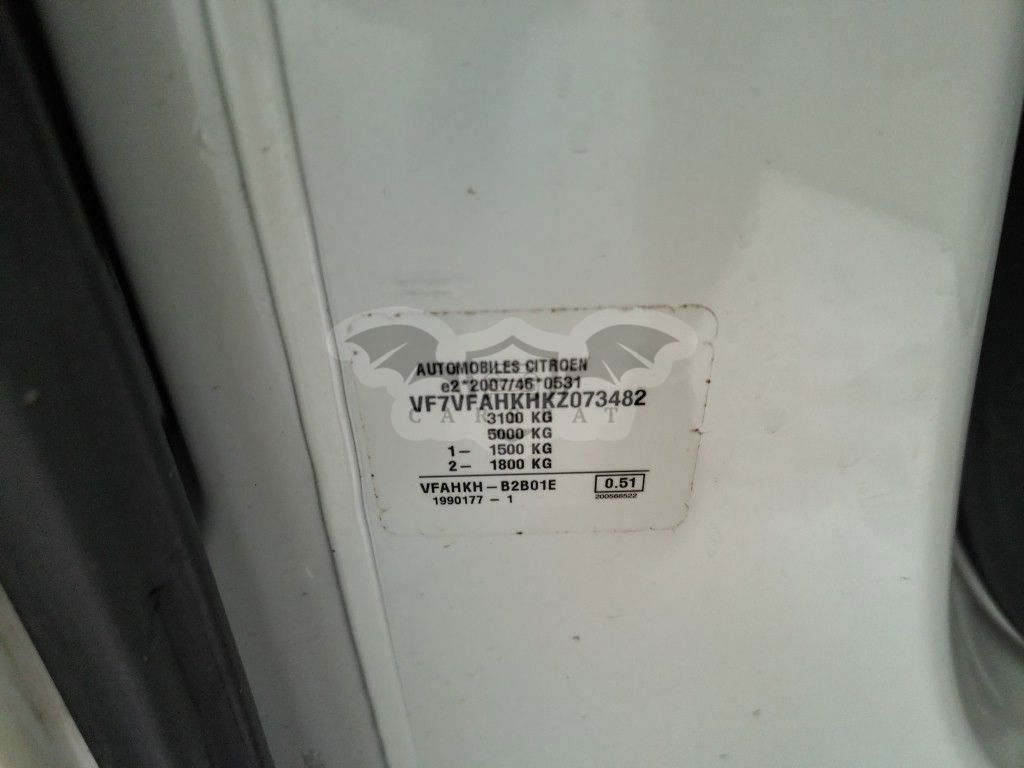 AUTOMOBILES CITROEN
e2*2007/46*0531
VF7VFAHKHKZ073482
3100 KG
5000 KG
1- 1500 KG
2- 1800 KG
VFAHKH-B2B01E 0.51
1990177 - 1 200566522